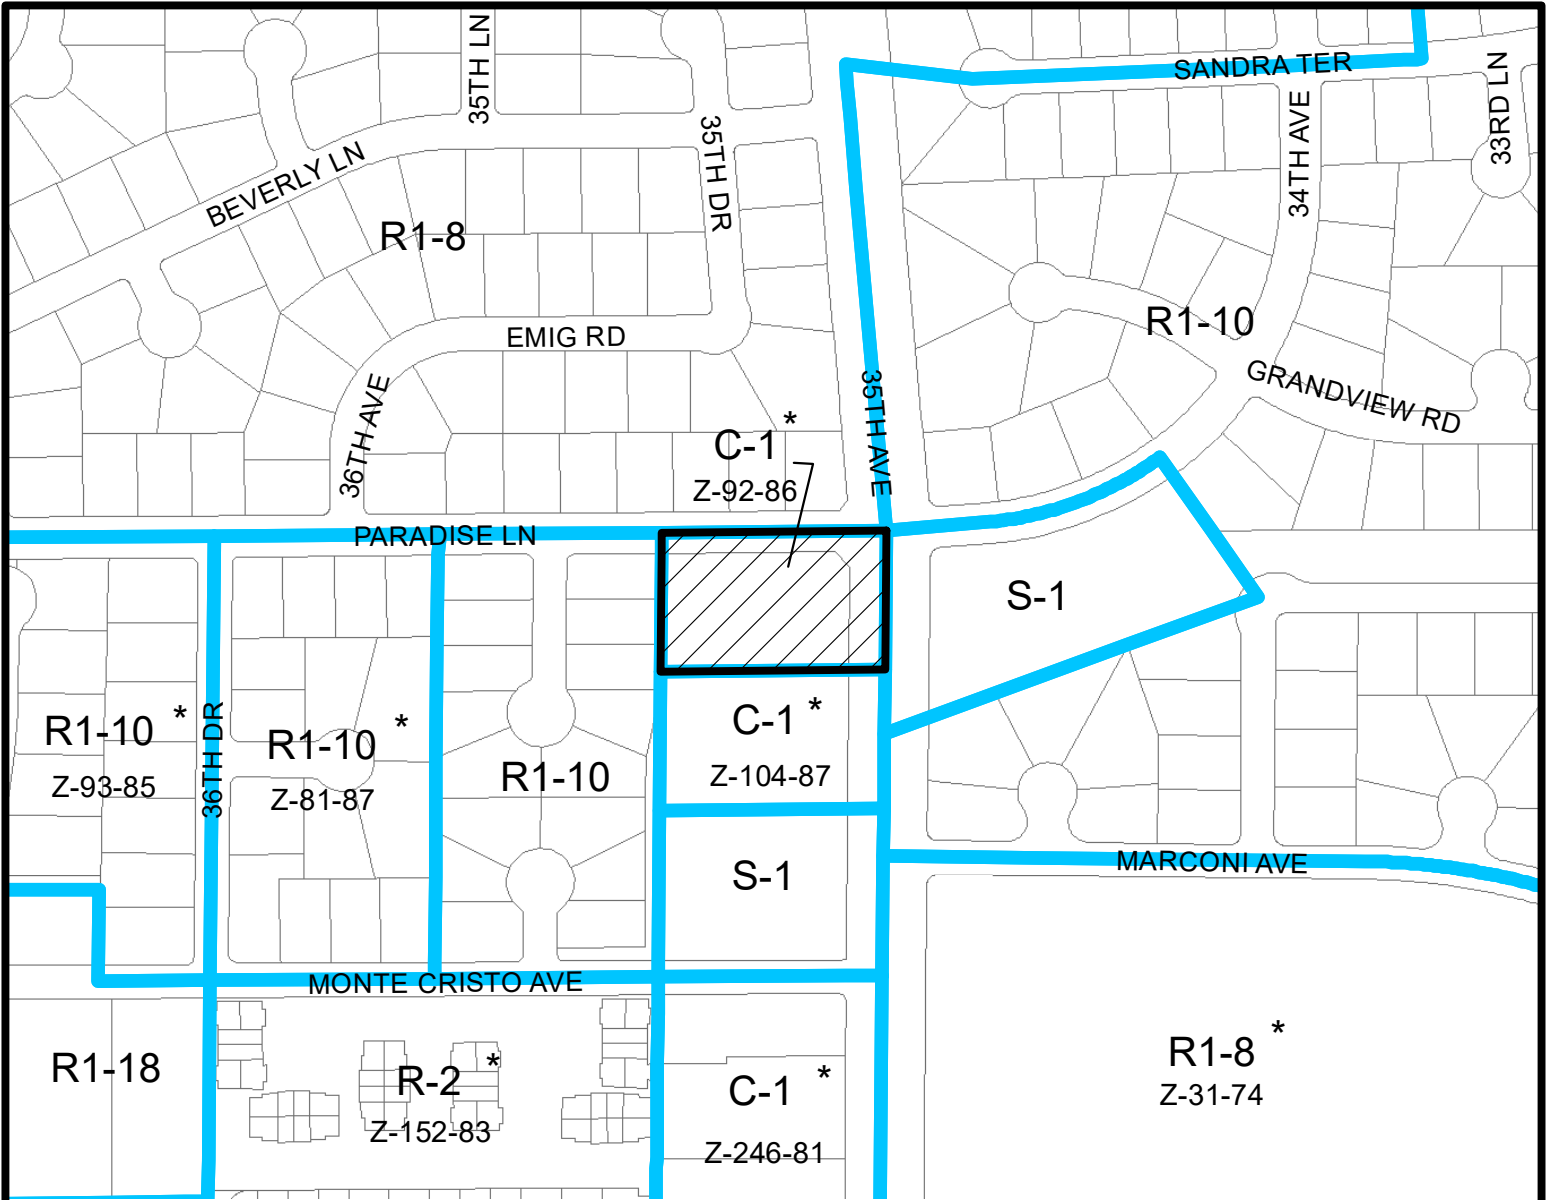 35TH LN
SANDRA TER
33RD LN
34TH AVE
35TH DR
BEVERLY LN
R1-8
R1-10
EMIG RD
GRANDVIEW RD
36TH AVE
35TH AVE
C-1 *
Z-92-86
PARADISE LN
S-1
R1-10 *
Z-93-85
36TH DR
R1-10 *
Z-81-87
R1-10
C-1 *
Z-104-87
S-1
MARCONI AVE
MONTE CRISTO AVE
R1-18
R-2 *
Z-152-83
C-1 *
Z-246-81
R1-8 *
Z-31-74